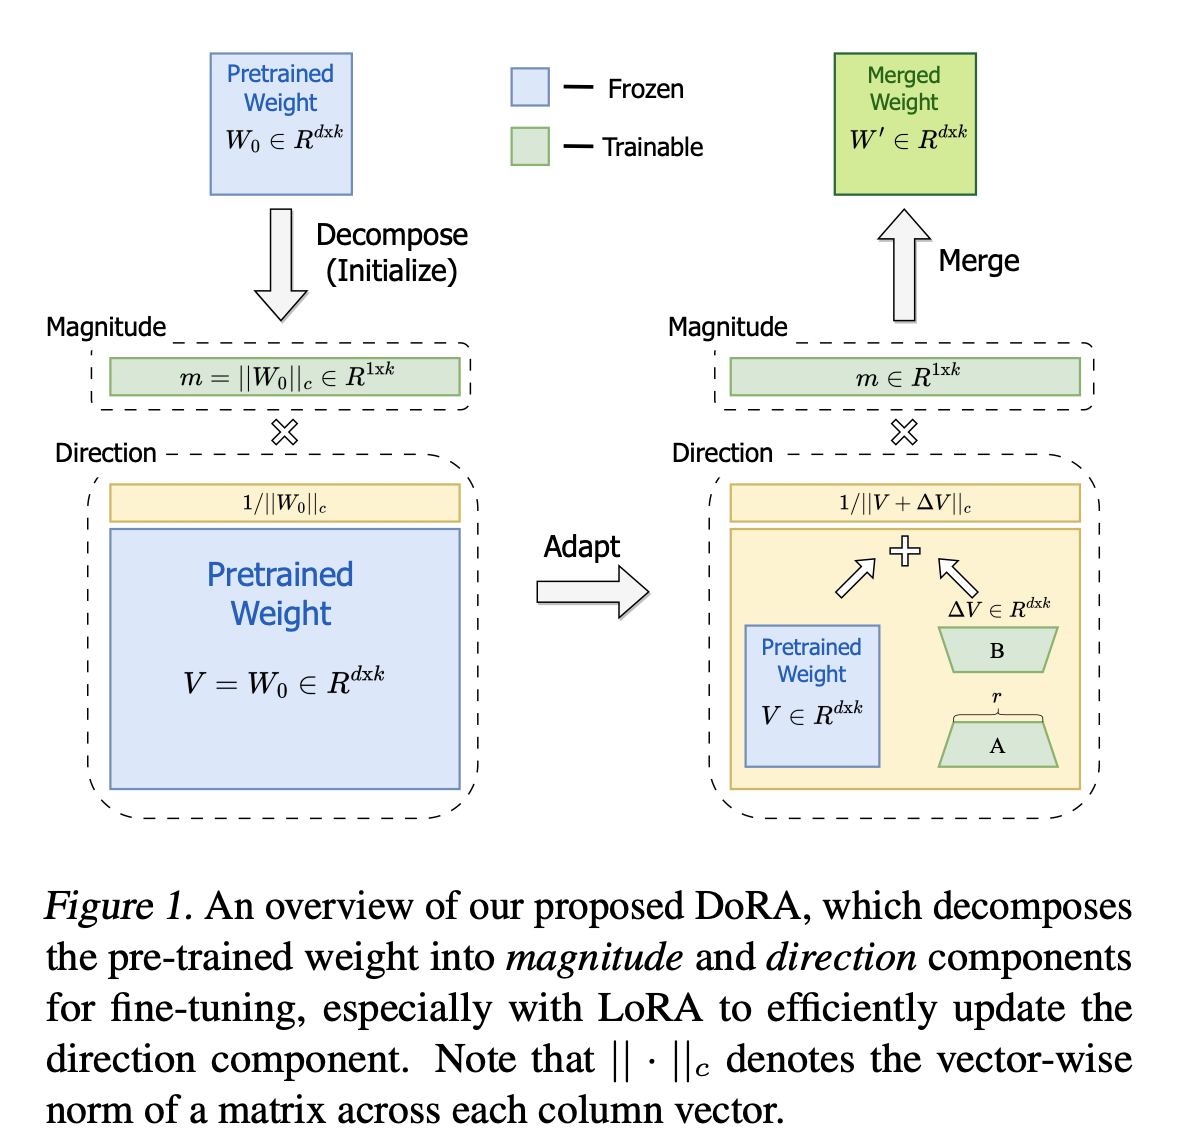 Pretrained
Weight
W₀ ∈ R^{dxk}
Frozen
Trainable
Merged
Weight
W′ ∈ R^{dxk}
Decompose
(Initialize)
Merge
Magnitude
m = ||W₀||_c ∈ R^{1xk}
Magnitude
m ∈ R^{1xk}
Direction
1/||W₀||_c
Pretrained
Weight
V = W₀ ∈ R^{dxk}
Adapt
Direction
1/||V + ΔV||_c
ΔV ∈ R^{dxk}
Pretrained
Weight
V ∈ R^{dxk}
B
r
A
Figure 1. An overview of our proposed DoRA, which decomposes
the pre-trained weight into magnitude and direction components
for fine-tuning, especially with LoRA to efficiently update the
direction component. Note that || · ||_c denotes the vector-wise
norm of a matrix across each column vector.